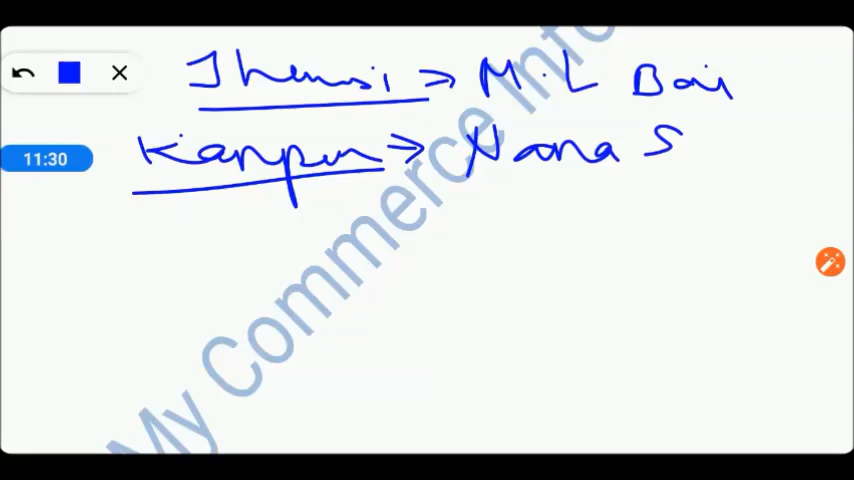 Jhansi → M.L Bai
11:30
Kanpur → Nana S
My Commerce Info